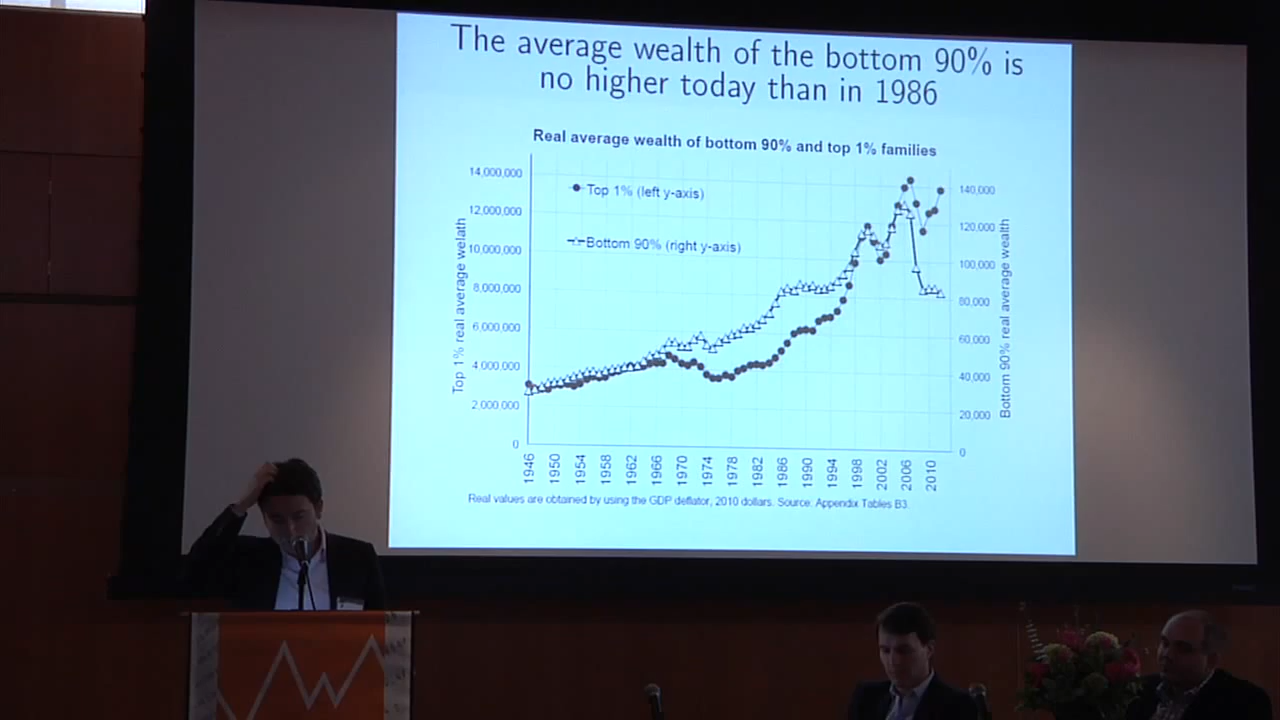 The average wealth of the bottom 90% is
no higher today than in 1986
Real average wealth of bottom 90% and top 1% families
14,000,000
12,000,000
10,000,000
8,000,000
6,000,000
4,000,000
2,000,000
0
Top 1% real average welath
Top 1% (left y-axis)
Bottom 90% (right y-axis)
140,000
120,000
100,000
80,000
60,000
40,000
20,000
0
Bottom 90% real average wealth
1946 1950 1954 1958 1962 1966 1970 1974 1978 1982 1986 1990 1994 1998 2002 2006 2010
Real values are obtained by using the GDP deflator, 2010 dollars. Source: Appendix Tables B3.